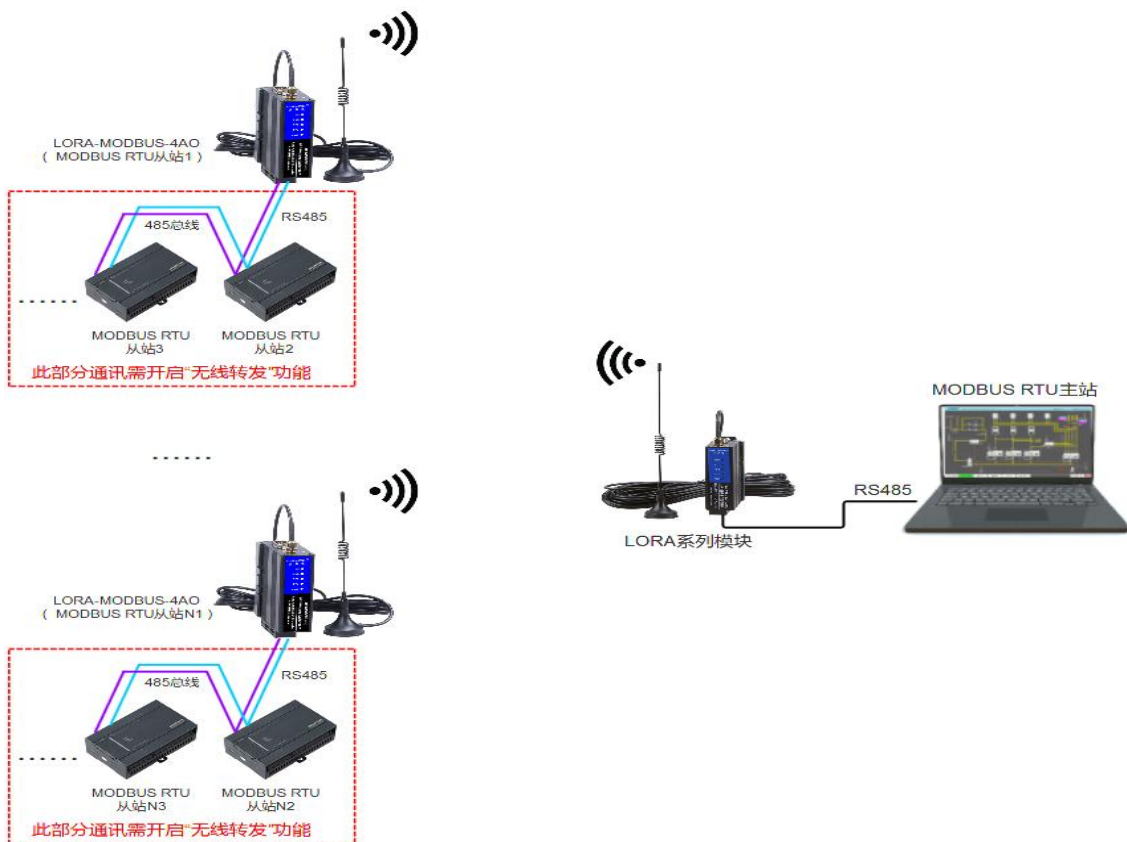 LORA-MODBUS-4AO
( MODBUS RTU从站1 )
485总线
RS485
MODBUS RTU
从站3
MODBUS RTU
从站2
此部分通讯需开启“无线转发”功能
......
......
MODBUS RTU主站
RS485
LORA系列模块
LORA-MODBUS-4AO
( MODBUS RTU从站N1 )
485总线
RS485
MODBUS RTU
从站N3
MODBUS RTU
从站N2
......
此部分通讯需开启“无线转发”功能